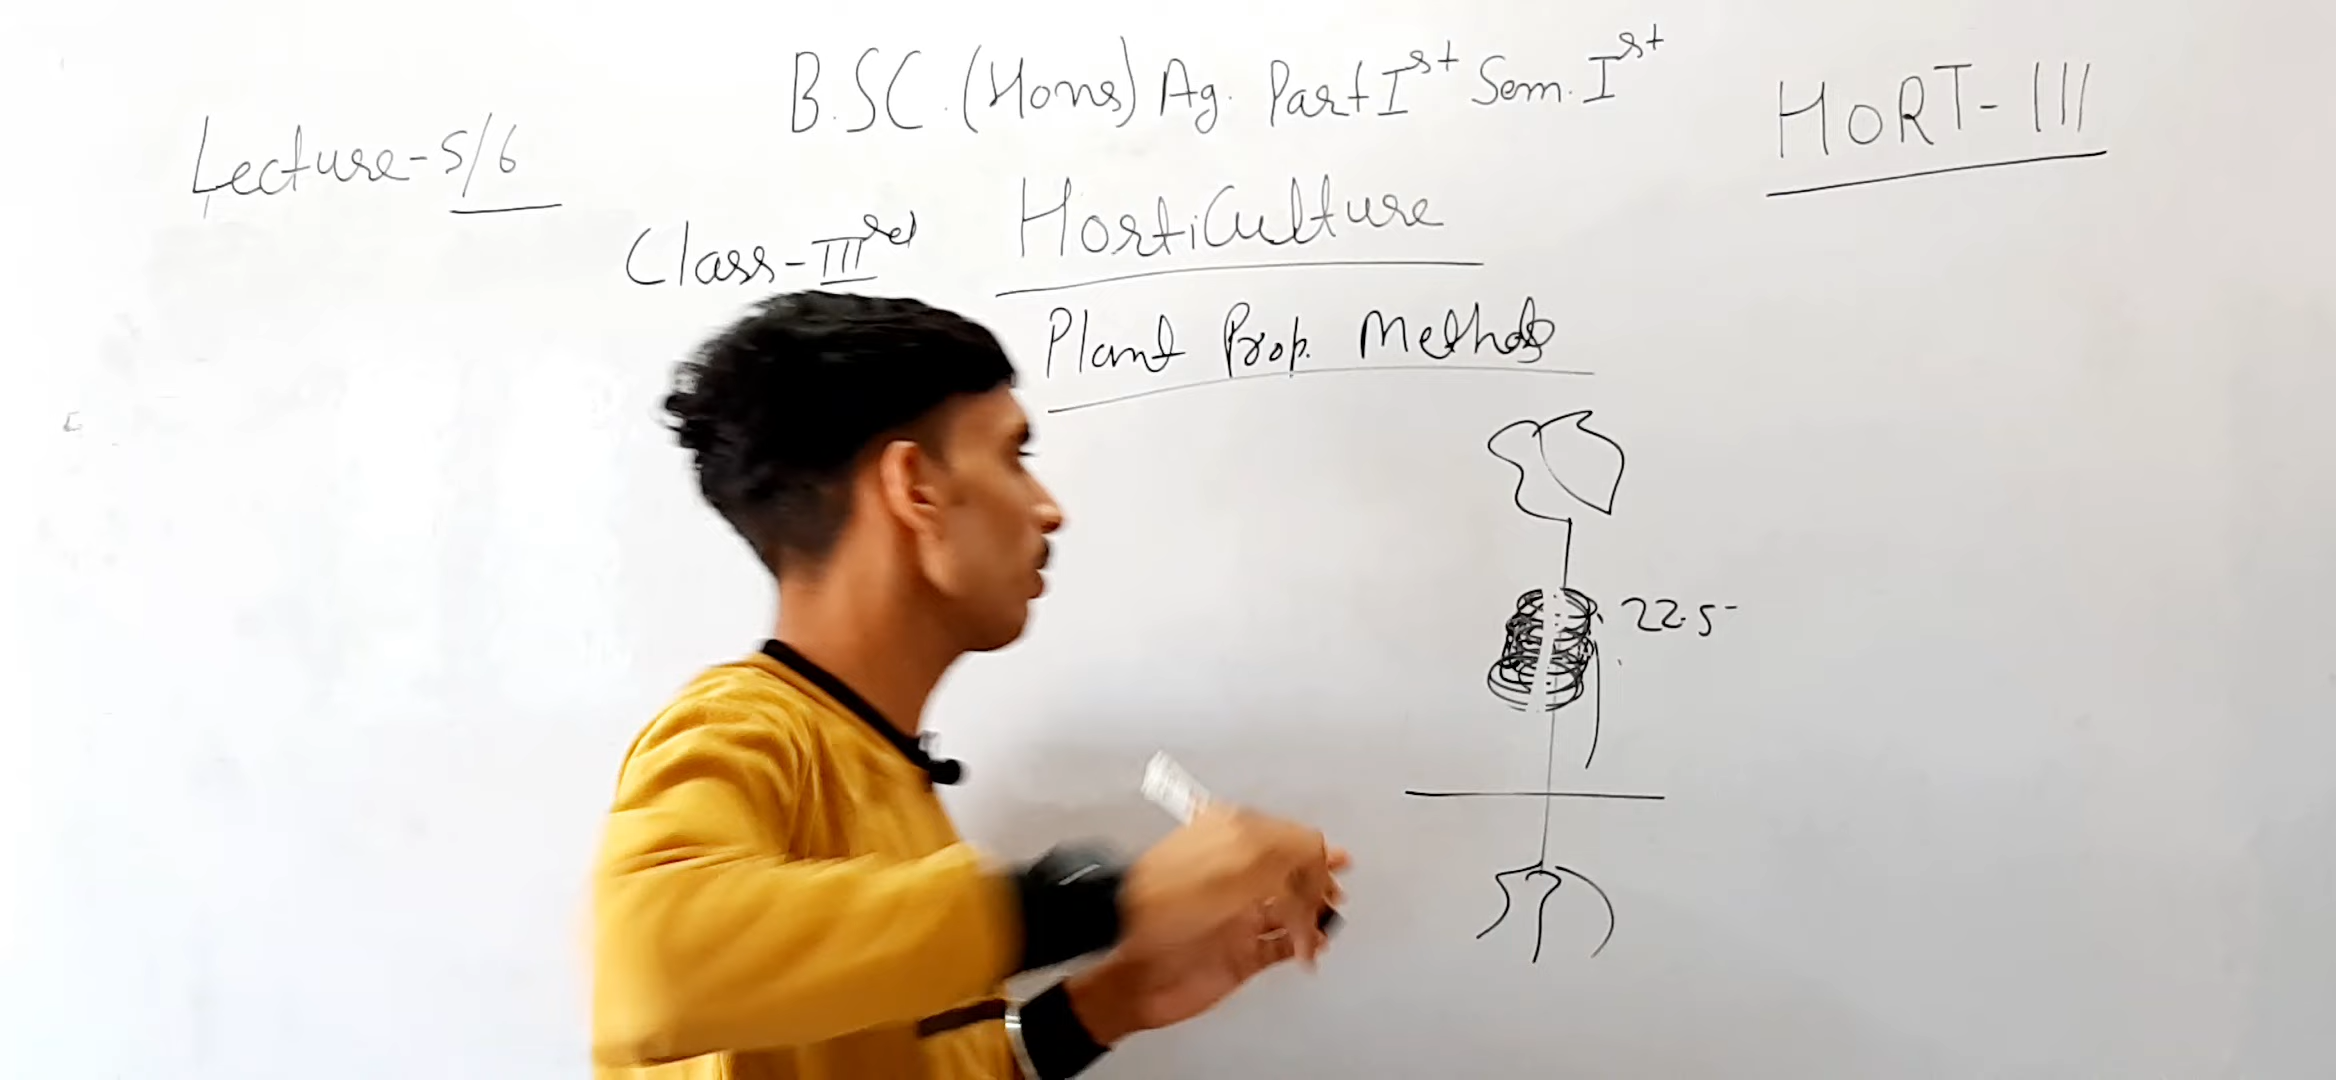 B.SC. (Hons) Ag. Part Ist Sem. Ist
HORT-111
Lecture-5/6
Class-IIIrd
HortiCulture
Plant Prop. Methods
22.5